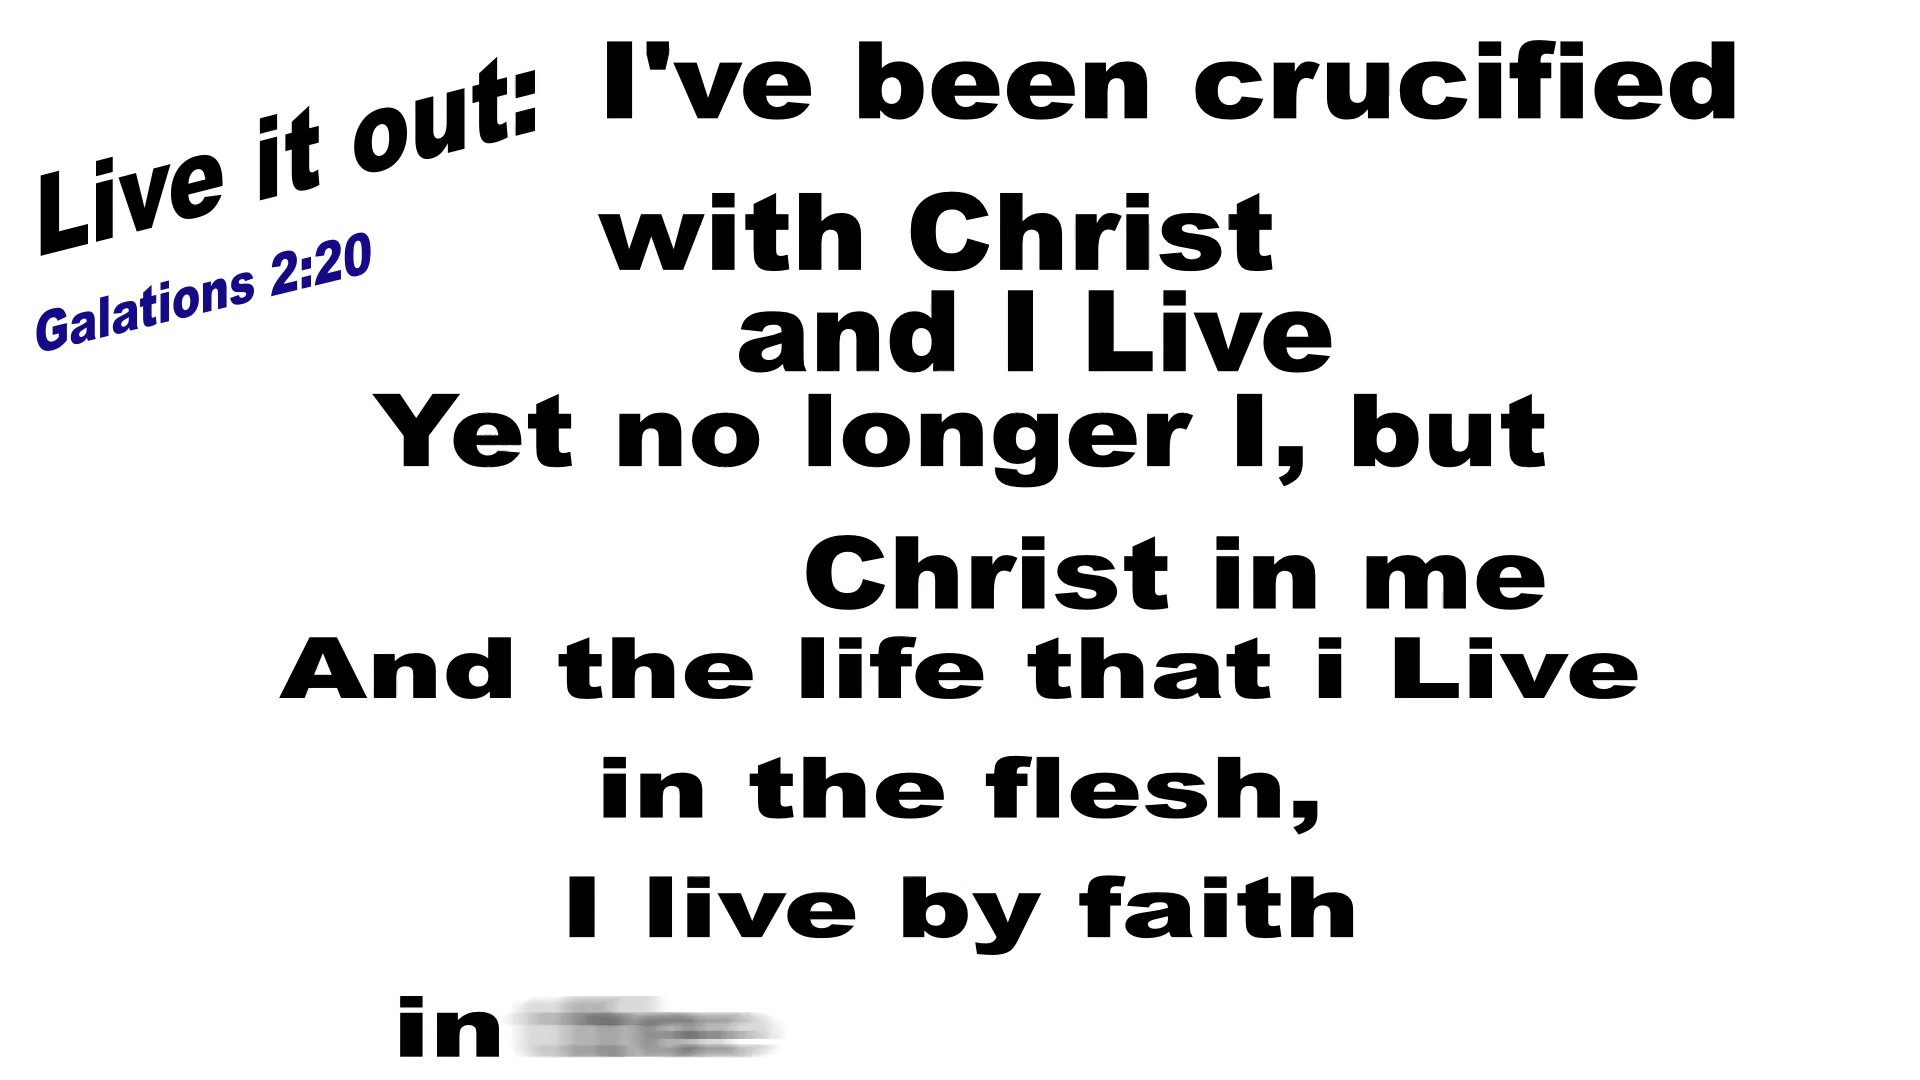 Live it out:
Galations 2:20
I've been crucified
with Christ
and I Live
Yet no longer I, but
Christ in me
And the life that i Live
in the flesh,
I live by faith
in